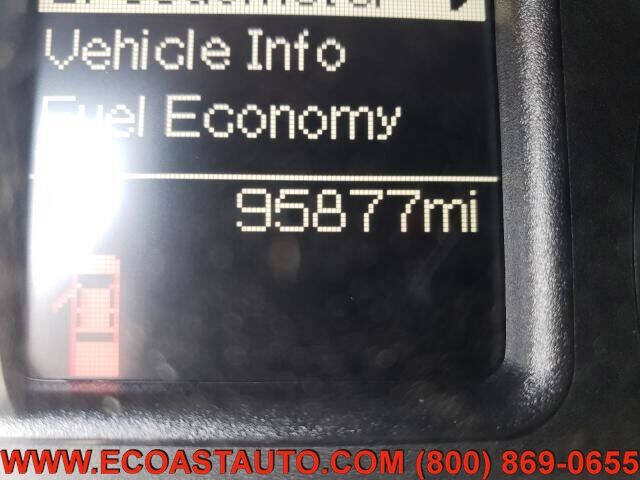 Vehicle Info
Fuel Economy
95877mi
WWW.ECOASTAUTO.COM (800) 869-0655